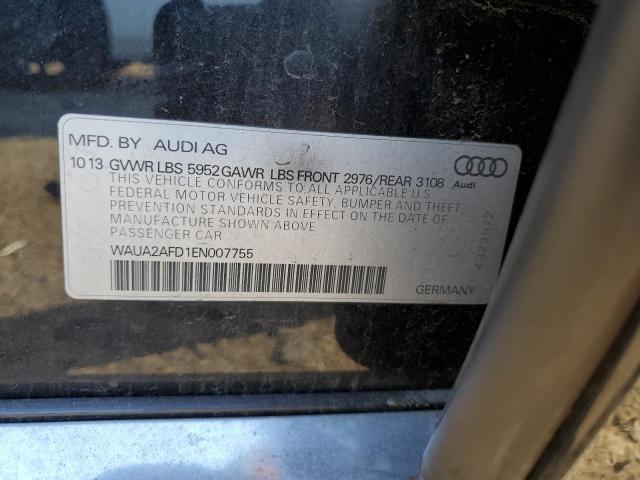 MFD. BY AUDI AG
10 13 GVWR LBS 5952 GAWR LBS FRONT 2976/REAR 3108
Audi
THIS VEHICLE CONFORMS TO ALL APPLICABLE U S
FEDERAL MOTOR VEHICLE SAFETY, BUMPER AND THEFT
PREVENTION STANDARDS IN EFFECT ON THE DATE OF
MANUFACTURE SHOWN ABOVE
PASSENGER CAR
WAUA2AFD1EN007755
4323572
GERMANY